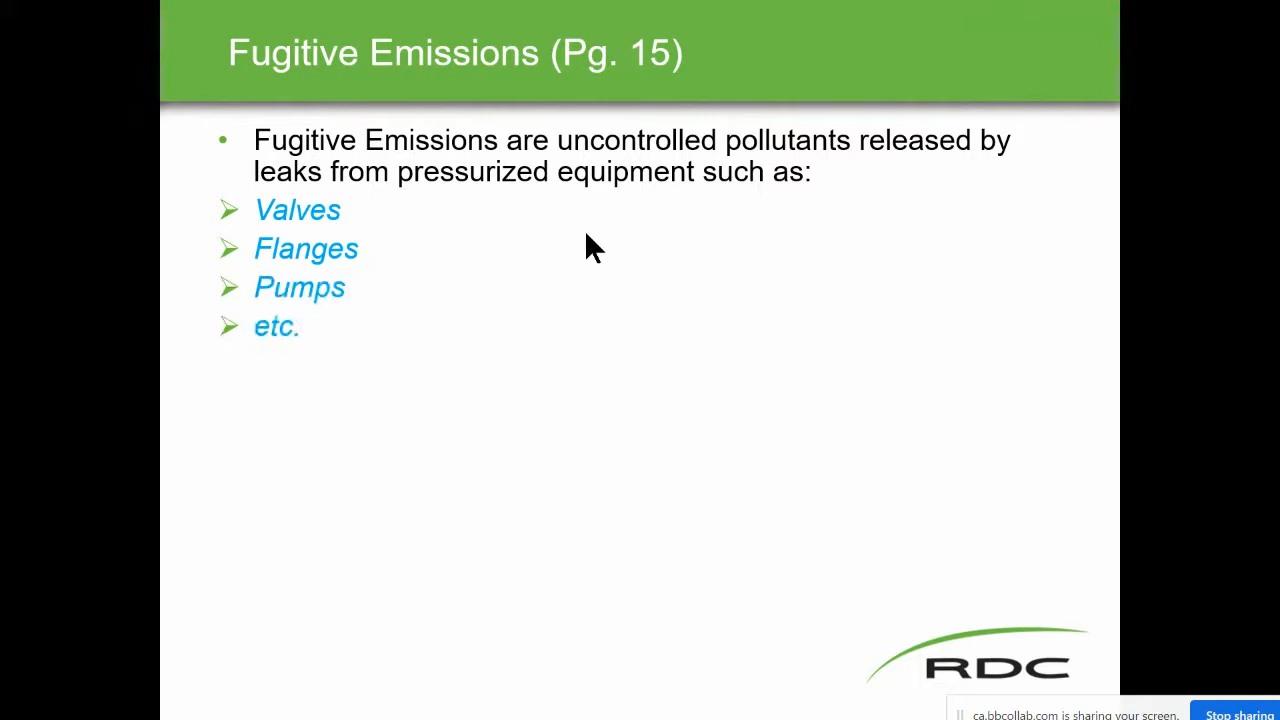 Fugitive Emissions (Pg. 15)
• Fugitive Emissions are uncontrolled pollutants released by
leaks from pressurized equipment such as:
➢ Valves
➢ Flanges
➢ Pumps
➢ etc.
RDC
ca.bbcollab.com is sharing your screen.
Stop sharing